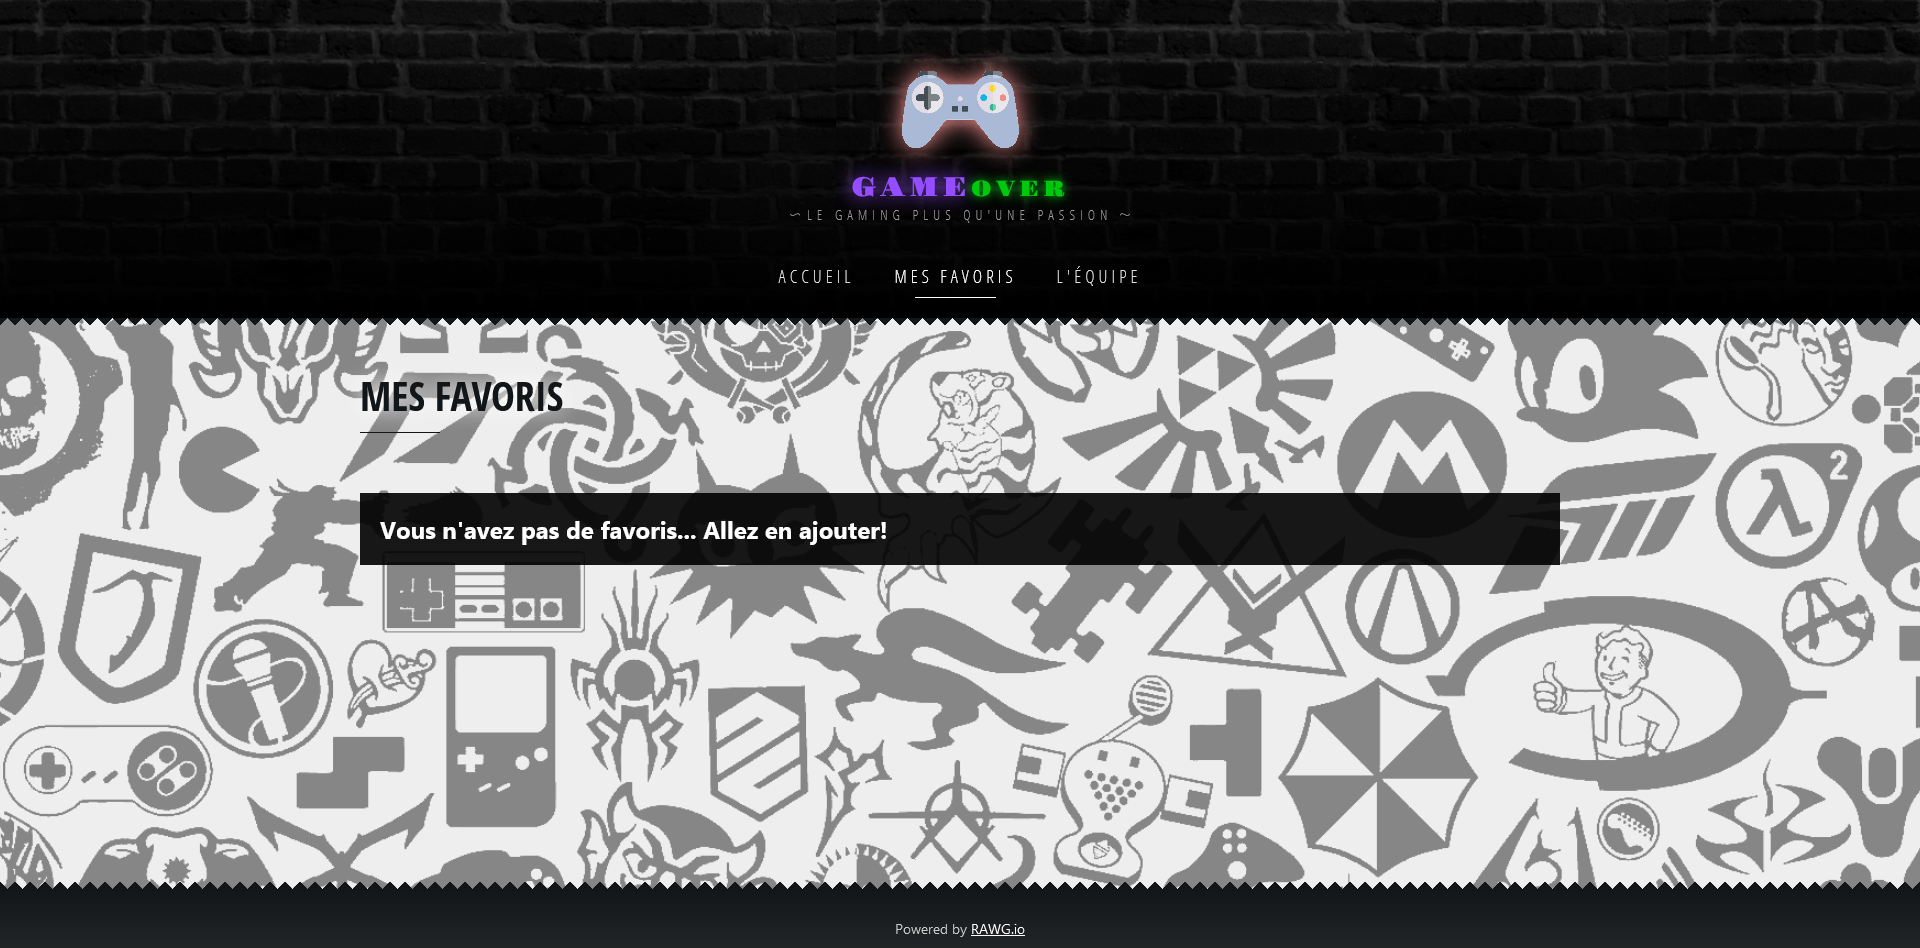 GAMEOVER
~LE GAMING PLUS QU'UNE PASSION ~
ACCUEIL MES FAVORIS L'ÉQUIPE
MES FAVORIS
Vous n'avez pas de favoris... Allez en ajouter!
M
2
λ
Powered by RAWG.io